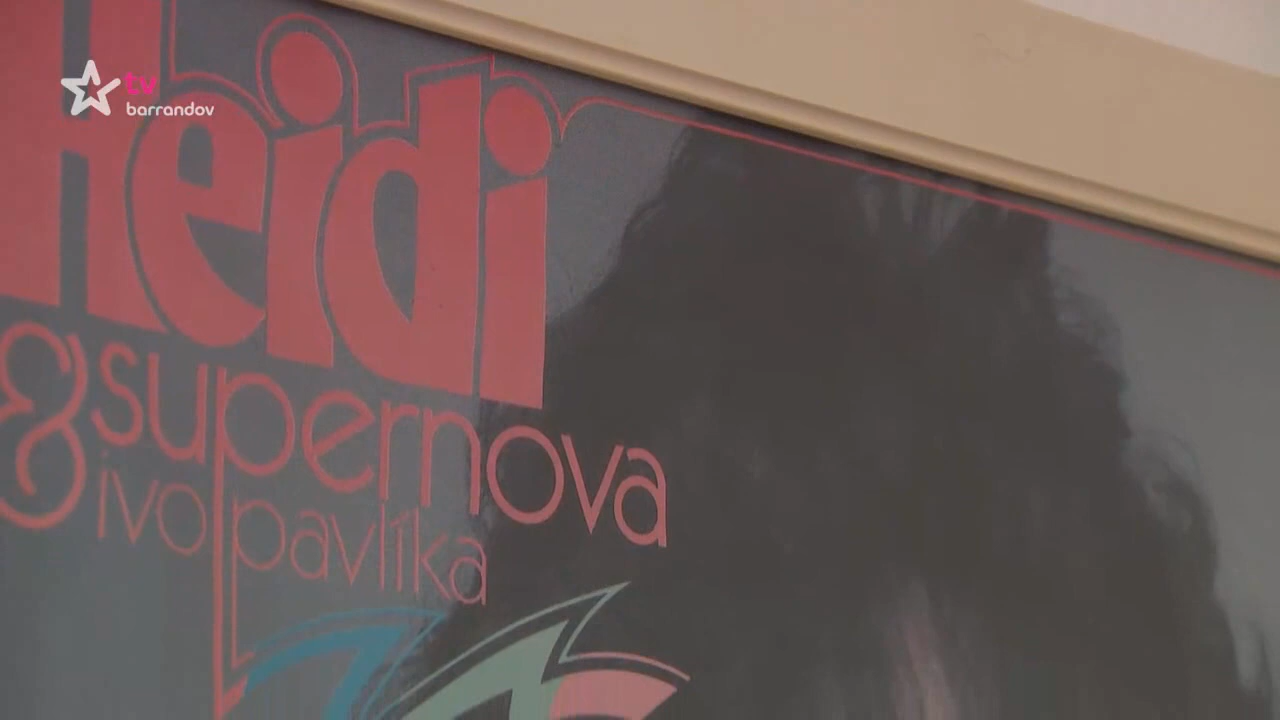 tv
barrandov
Heidi
& supernova
ivo pavlíka